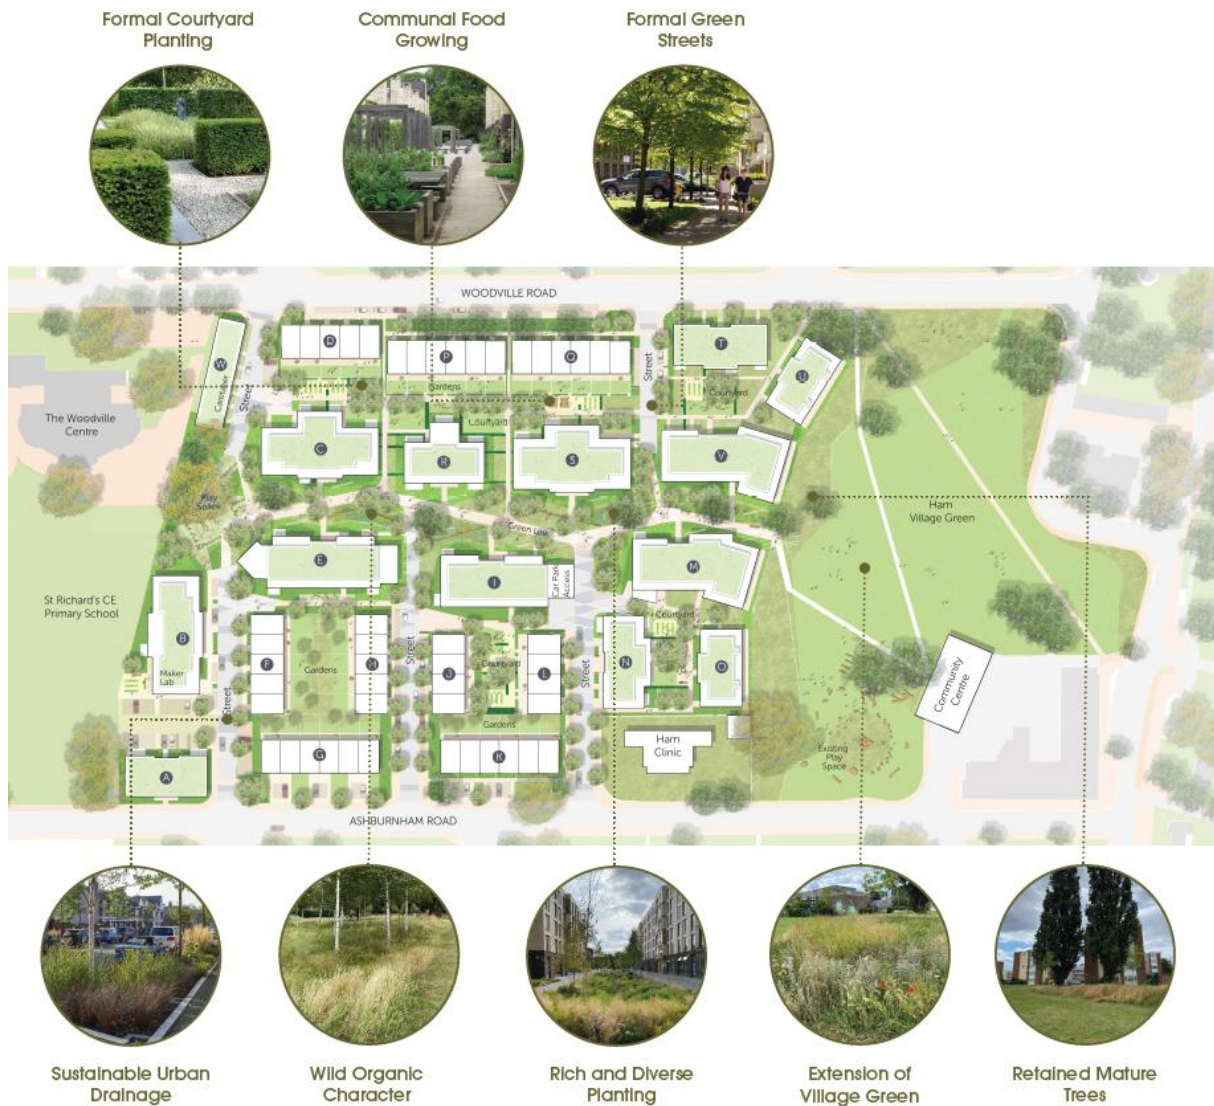 Formal Courtyard
Planting
Communal Food
Growing
Formal Green
Streets
WOODVILLE ROAD
W
Street
D
P
Q
Street
T
U
Gardens
Courtyard
The Woodville
Centre
Courtyard
C
R
S
V
Play
Space
Green Link
Ham
Village Green
E
I
Car Park
Access
M
St Richard's CE
Primary School
B
Maker
Lab
Street
F
Gardens
H
Street
J
Courtyard
L
Street
N
Courtyard
O
Community
Centre
Gardens
G
K
Ham
Clinic
Existing
Play
Space
A
ASHBURNHAM ROAD
Sustainable Urban
Drainage
Wild Organic
Character
Rich and Diverse
Planting
Extension of
Village Green
Retained Mature
Trees